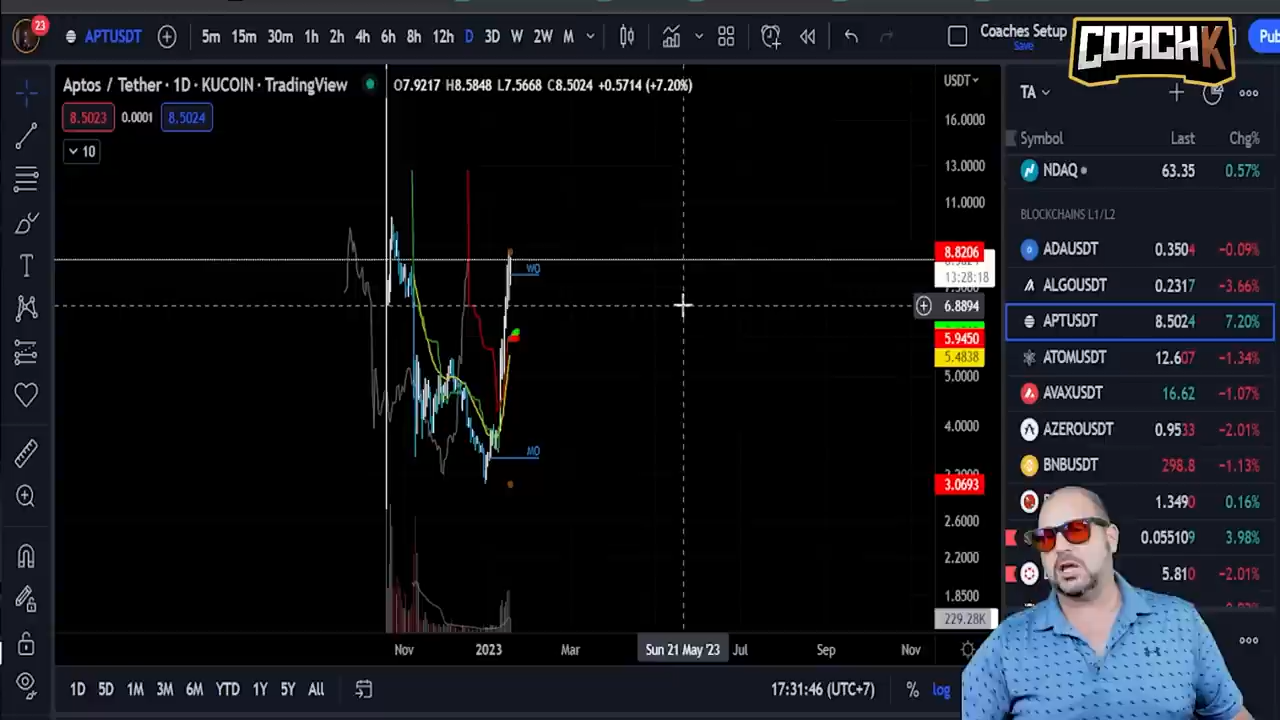 23
APTUSDT
5m 15m 30m 1h 2h 4h 6h 8h 12h D 3D W 2W M
Coaches Setup
Save
COACHK
Pub
Aptos / Tether · 1D · KUCOIN · TradingView
O7.9217 H8.5848 L7.5668 C8.5024 +0.5714 (+7.20%)
USDT
TA
8.5023
0.0001
8.5024
10
16.0000
13.0000
11.0000
8.8206
13:28:18
6.8894
5.9450
5.4838
5.0000
4.0000
3.0693
2.6000
2.2000
1.8500
229.28K
WO
MO
Symbol Last Chg%
NDAQ 63.35 0.57%
BLOCKCHAINS L1/L2
ADAUSDT 0.3504 −0.09%
ALGOUSDT 0.2317 −3.66%
APTUSDT 8.5024 7.20%
ATOMUSDT 12.607 −1.34%
AVAXUSDT 16.62 −1.07%
AZEROUSDT 0.9533 −2.01%
BNBUSDT 298.8 −1.13%
1.3490 0.16%
0.055109 3.98%
5.810 −2.01%
Nov 2023 Mar Sun 21 May '23 Jul Sep Nov
1D 5D 1M 3M 6M YTD 1Y 5Y All
17:31:46 (UTC+7) % log